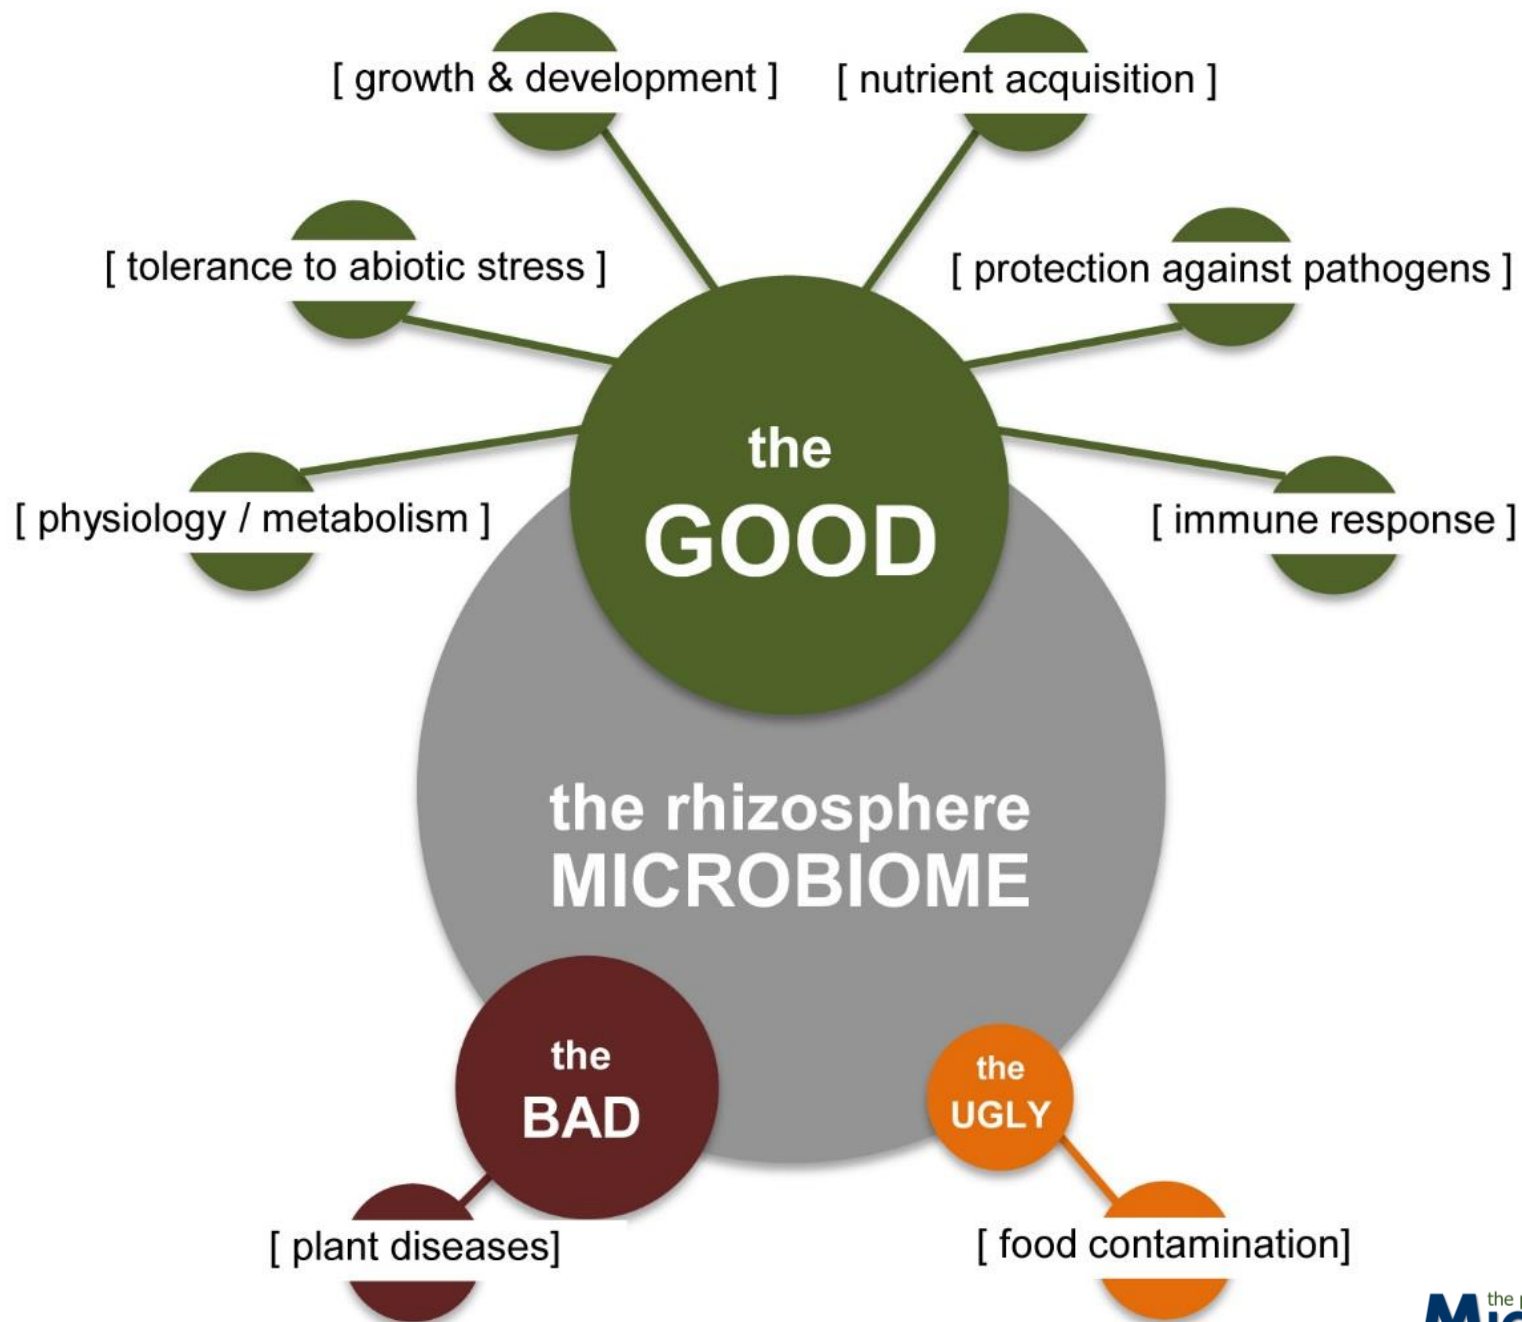 [ growth & development ]
[ nutrient acquisition ]
[ tolerance to abiotic stress ]
[ protection against pathogens ]
[ physiology / metabolism ]
[ immune response ]
the
GOOD
the rhizosphere
MICROBIOME
the
BAD
the
UGLY
[ plant diseases]
[ food contamination]
the